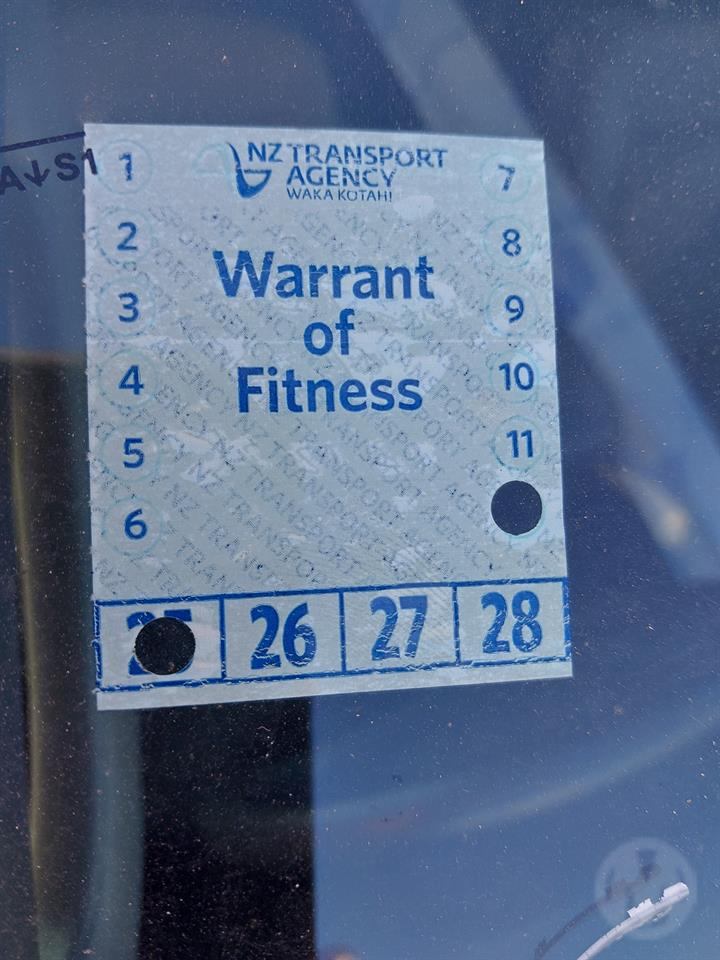 A↓S1
NZ TRANSPORT
AGENCY
WAKA KOTAHI
1
2
3
4
5
6
7
8
9
10
11
Warrant
of
Fitness
26
27
28